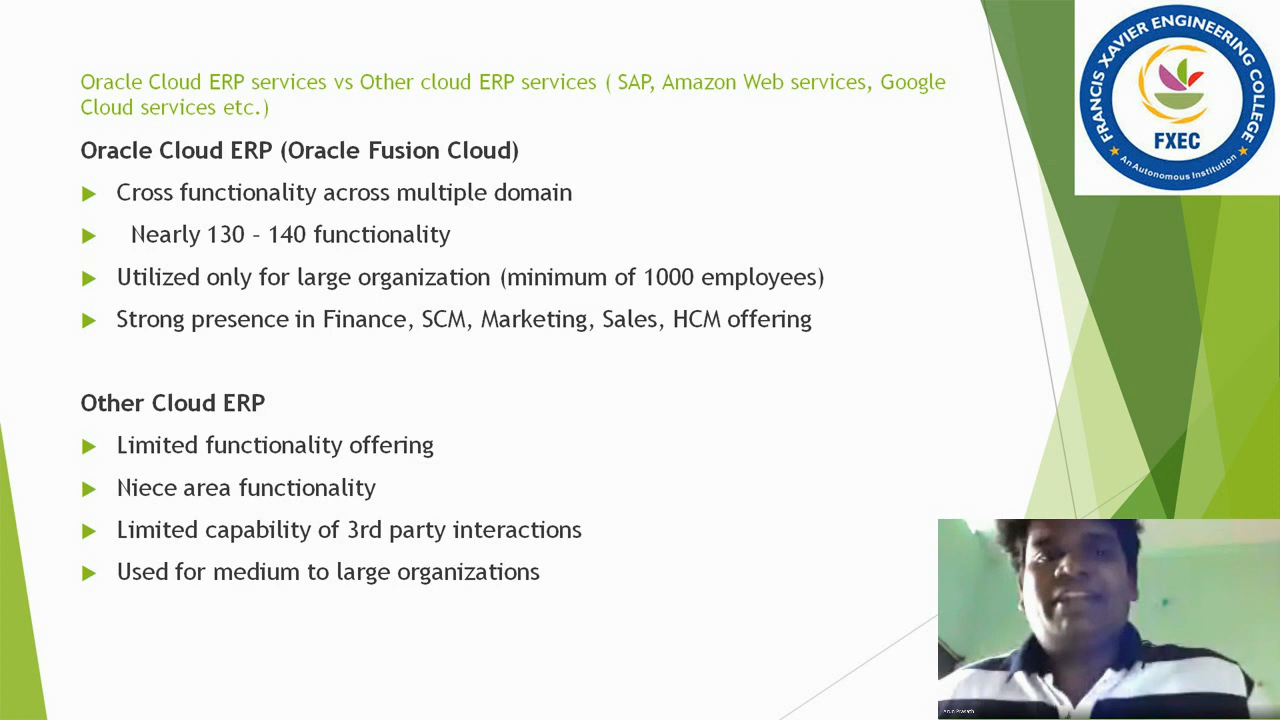 Oracle Cloud ERP services vs Other cloud ERP services ( SAP, Amazon Web services, Google
Cloud services etc.)
Oracle Cloud ERP (Oracle Fusion Cloud)
Cross functionality across multiple domain
Nearly 130 – 140 functionality
Utilized only for large organization (minimum of 1000 employees)
Strong presence in Finance, SCM, Marketing, Sales, HCM offering
Other Cloud ERP
Limited functionality offering
Niece area functionality
Limited capability of 3rd party interactions
Used for medium to large organizations
FRANCIS XAVIER ENGINEERING COLLEGE
FXEC
An Autonomous Institution
Arun Prasath